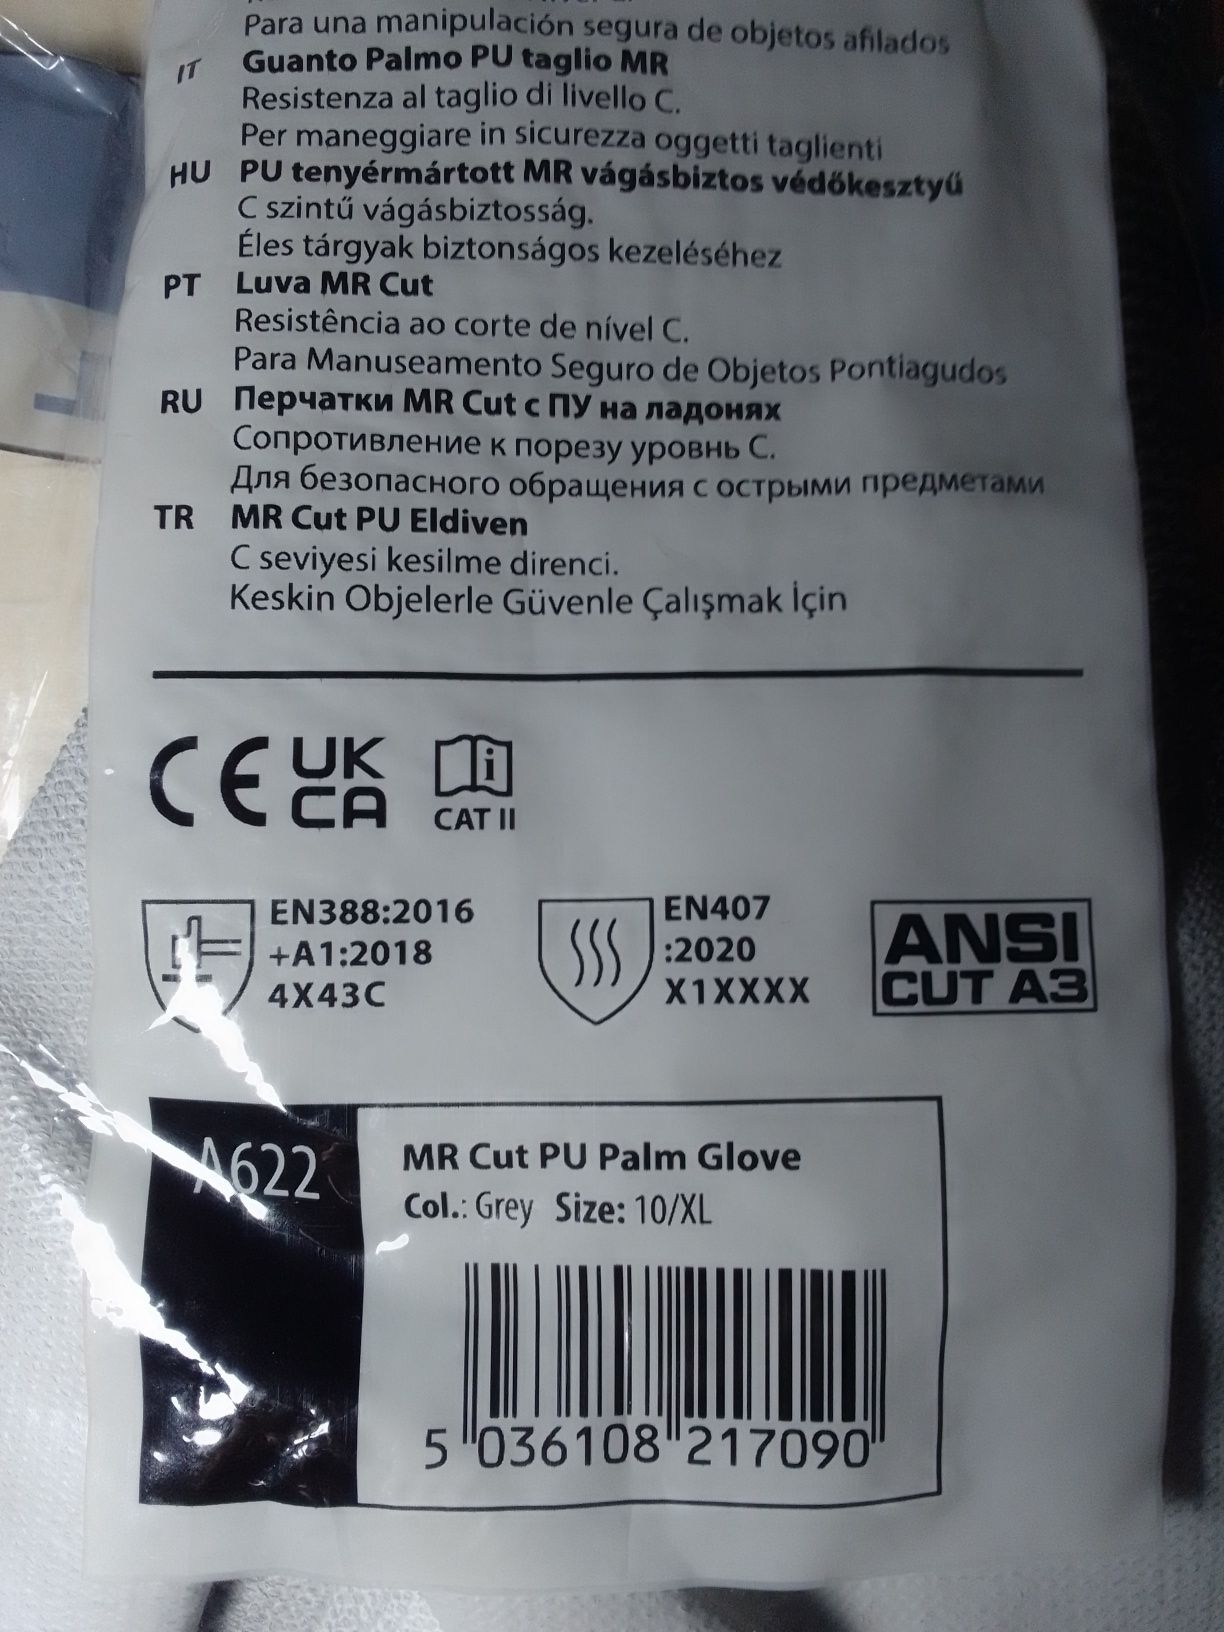 Para una manipulación segura de objetos afilados
IT Guanto Palmo PU taglio MR
Resistenza al taglio di livello C.
Per maneggiare in sicurezza oggetti taglienti
HU PU tenyérmártott MR vágásbiztos védőkesztyű
C szintű vágásbiztosság.
Éles tárgyak biztonságos kezeléséhez
PT Luva MR Cut
Resistência ao corte de nível C.
Para Manuseamento Seguro de Objetos Pontiagudos
RU Перчатки MR Cut с ПУ на ладонях
Сопротивление к порезу уровнь С.
Для безопасного обращения с острыми предметами
TR MR Cut PU Eldiven
C seviyesi kesilme direnci.
Keskin Objelerle Güvenle Çalışmak İçin
CE UK CA i
CAT II
EN388:2016
+A1:2018
4X43C
EN407
:2020
X1XXXX
ANSI
CUT A3
A622
MR Cut PU Palm Glove
Col.: Grey Size: 10/XL
5 036108 217090